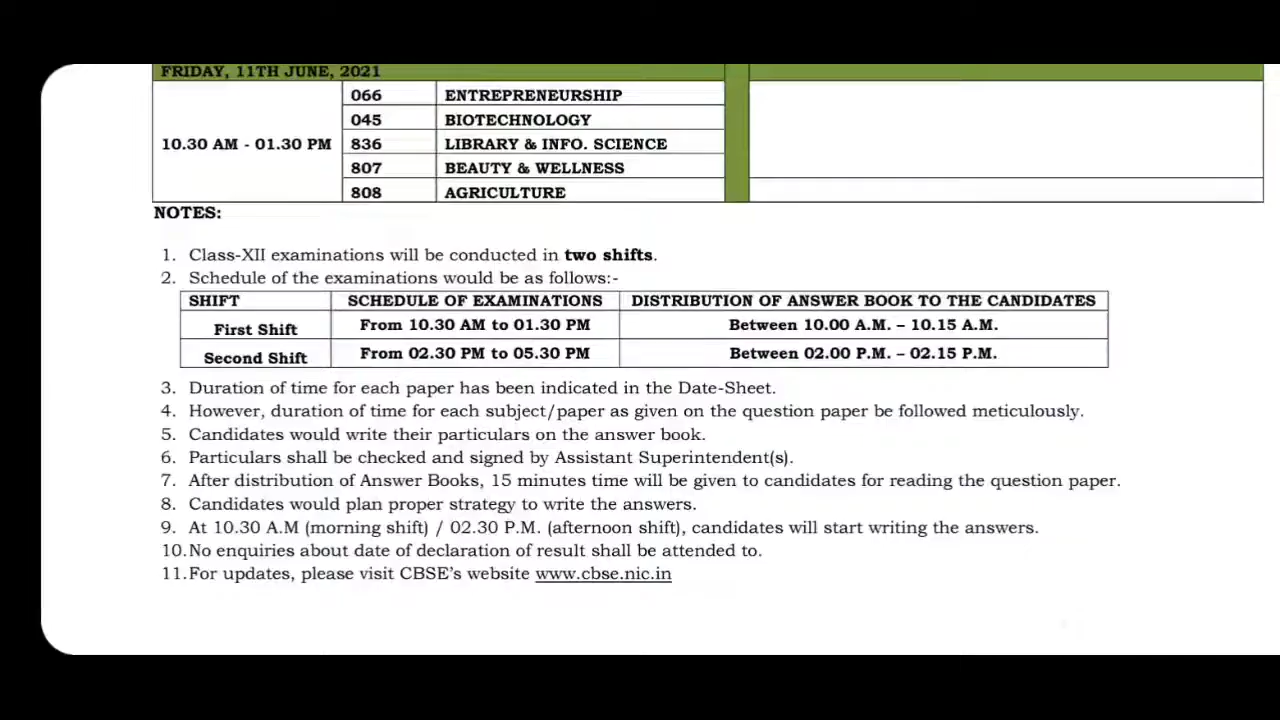 FRIDAY, 11TH JUNE, 2021
10.30 AM - 01.30 PM
066 ENTREPRENEURSHIP
045 BIOTECHNOLOGY
836 LIBRARY & INFO. SCIENCE
807 BEAUTY & WELLNESS
808 AGRICULTURE
NOTES:
1. Class-XII examinations will be conducted in two shifts.
2. Schedule of the examinations would be as follows:-
SHIFT SCHEDULE OF EXAMINATIONS DISTRIBUTION OF ANSWER BOOK TO THE CANDIDATES
First Shift From 10.30 AM to 01.30 PM Between 10.00 A.M. – 10.15 A.M.
Second Shift From 02.30 PM to 05.30 PM Between 02.00 P.M. – 02.15 P.M.
3. Duration of time for each paper has been indicated in the Date-Sheet.
4. However, duration of time for each subject/paper as given on the question paper be followed meticulously.
5. Candidates would write their particulars on the answer book.
6. Particulars shall be checked and signed by Assistant Superintendent(s).
7. After distribution of Answer Books, 15 minutes time will be given to candidates for reading the question paper.
8. Candidates would plan proper strategy to write the answers.
9. At 10.30 A.M (morning shift) / 02.30 P.M. (afternoon shift), candidates will start writing the answers.
10. No enquiries about date of declaration of result shall be attended to.
11. For updates, please visit CBSE's website www.cbse.nic.in